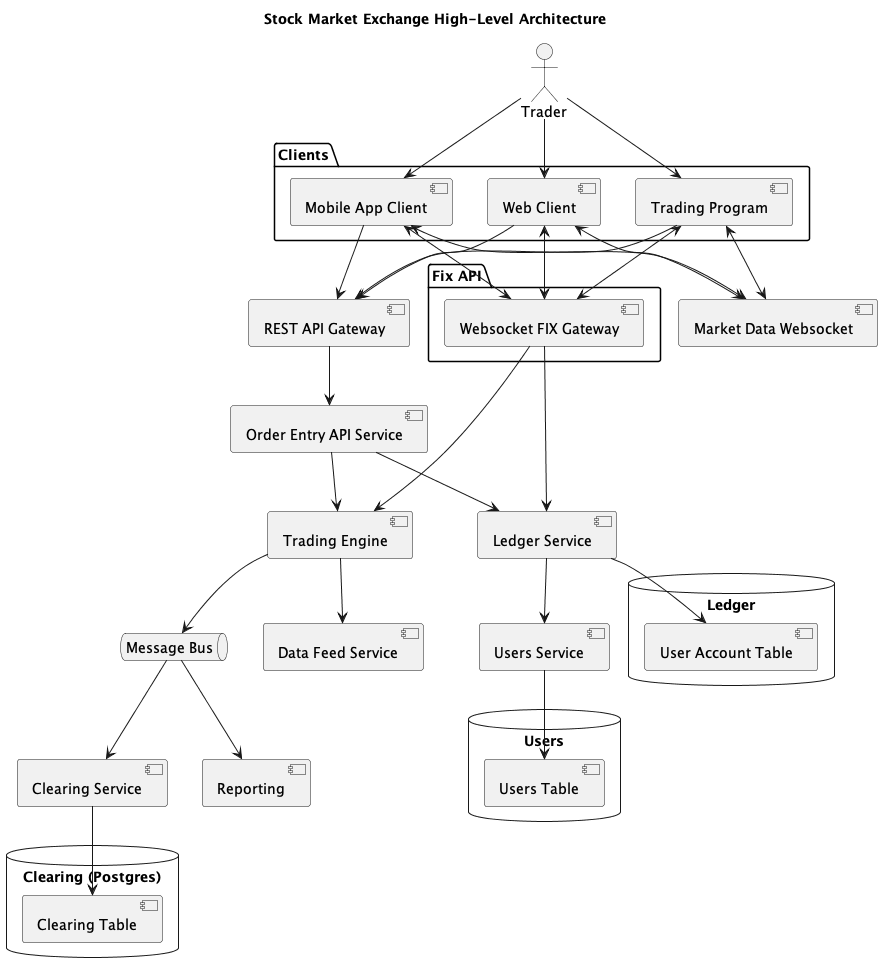 Stock Market Exchange High-Level Architecture
Trader
Clients
Mobile App Client
Web Client
Trading Program
Fix API
REST API Gateway
Websocket FIX Gateway
Market Data Websocket
Order Entry API Service
Trading Engine
Ledger Service
Ledger
Message Bus
Data Feed Service
Users Service
User Account Table
Users
Clearing Service
Reporting
Users Table
Clearing (Postgres)
Clearing Table